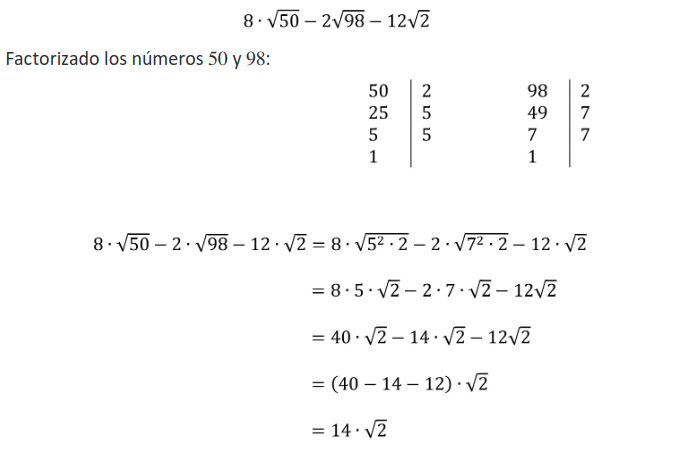 8 · √50 − 2√98 − 12√2
Factorizado los números 50 y 98:
50 | 2 98 | 2
25 | 5 49 | 7
5 | 5 7 | 7
1 | 1 |
8 · √50 − 2 · √98 − 12 · √2 = 8 · √(5² · 2) − 2 · √(7² · 2) − 12 · √2
= 8 · 5 · √2 − 2 · 7 · √2 − 12√2
= 40 · √2 − 14 · √2 − 12√2
= (40 − 14 − 12) · √2
= 14 · √2